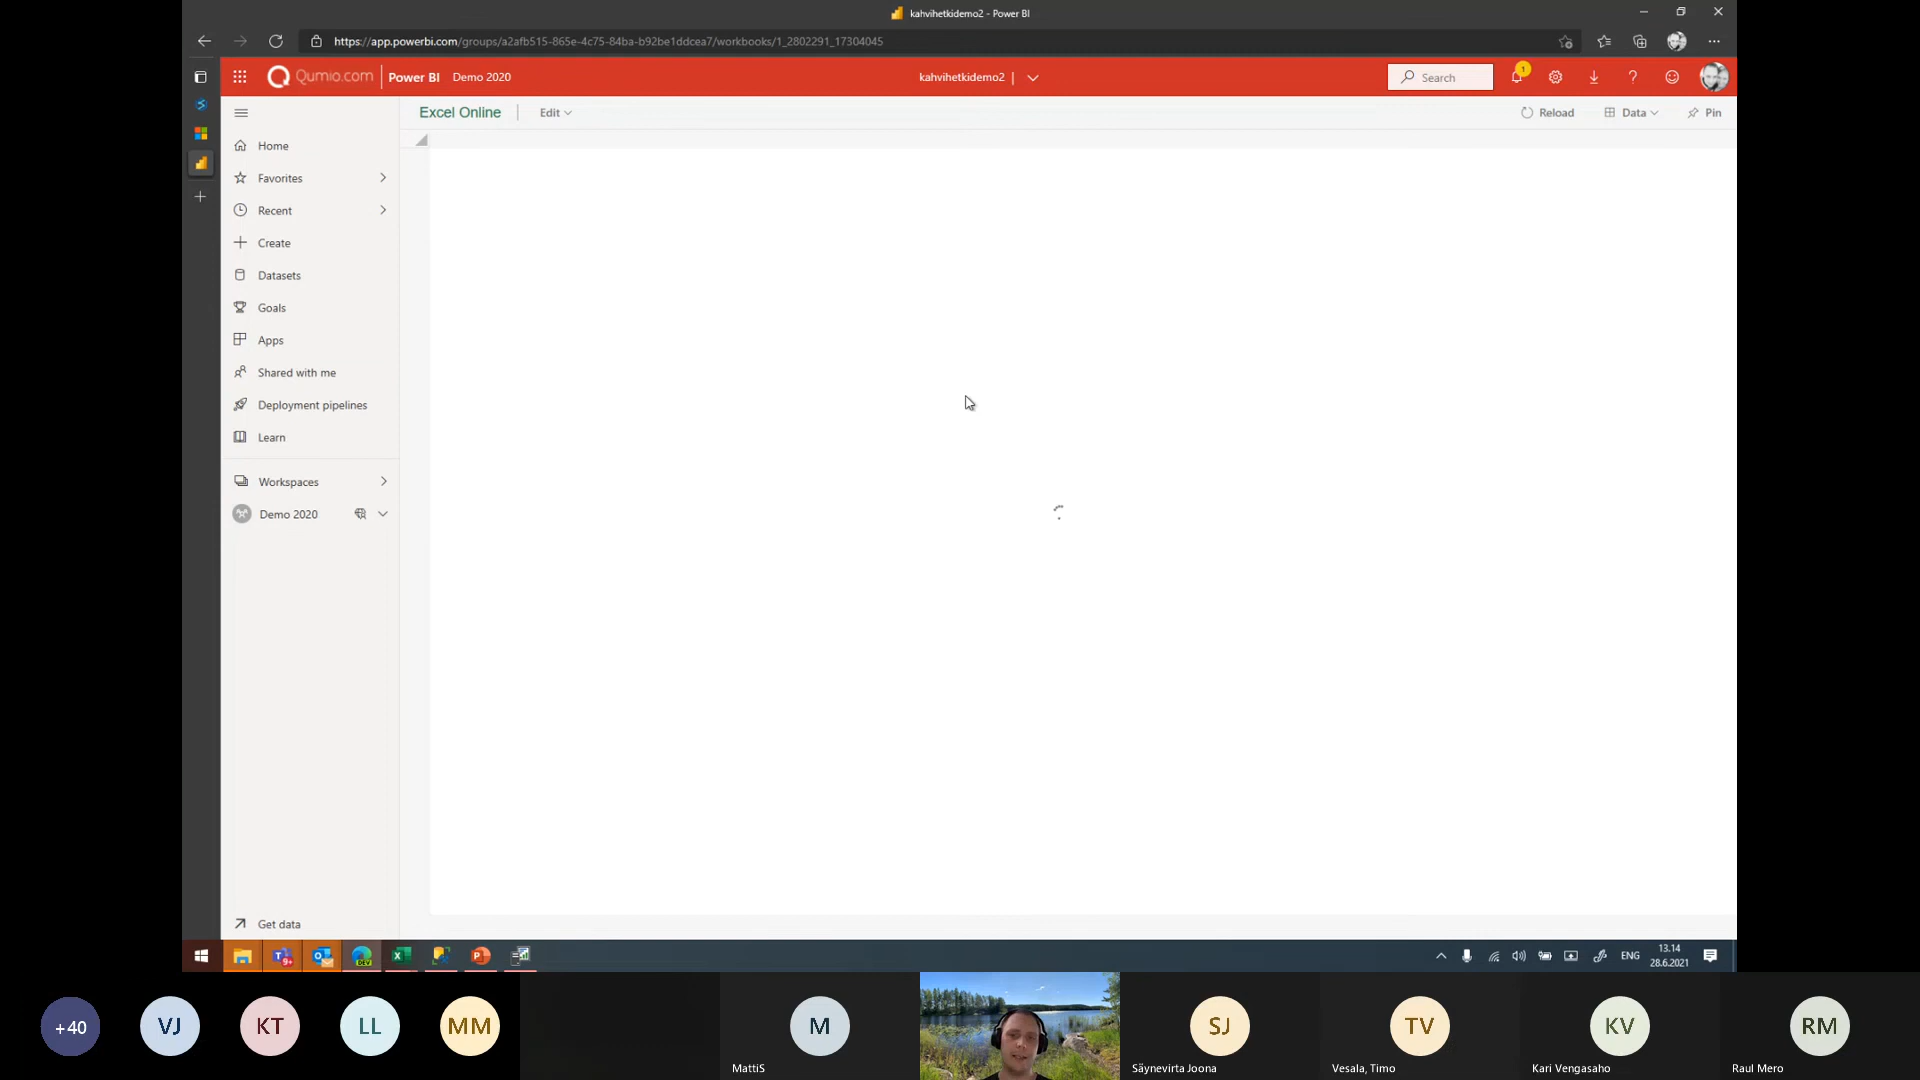 kahvihetkidemo2 - Power BI
https://app.powerbi.com/groups/a2afb515-865e-4c75-84ba-b92be1ddcea7/workbooks/1_2802291_17304045
Qumio.com Power BI Demo 2020 kahvihetkidemo2 | Search 1
Excel Online Edit Reload Data Pin
Home
Favorites
Recent
Create
Datasets
Goals
Apps
Shared with me
Deployment pipelines
Learn
Workspaces
Demo 2020
Get data
ENG 13.14
28.6.2021
+40 VJ KT LL MM M SJ TV KV RM
MattiS Säynevirta Joona Vesala, Timo Kari Vengasaho Raul Mero